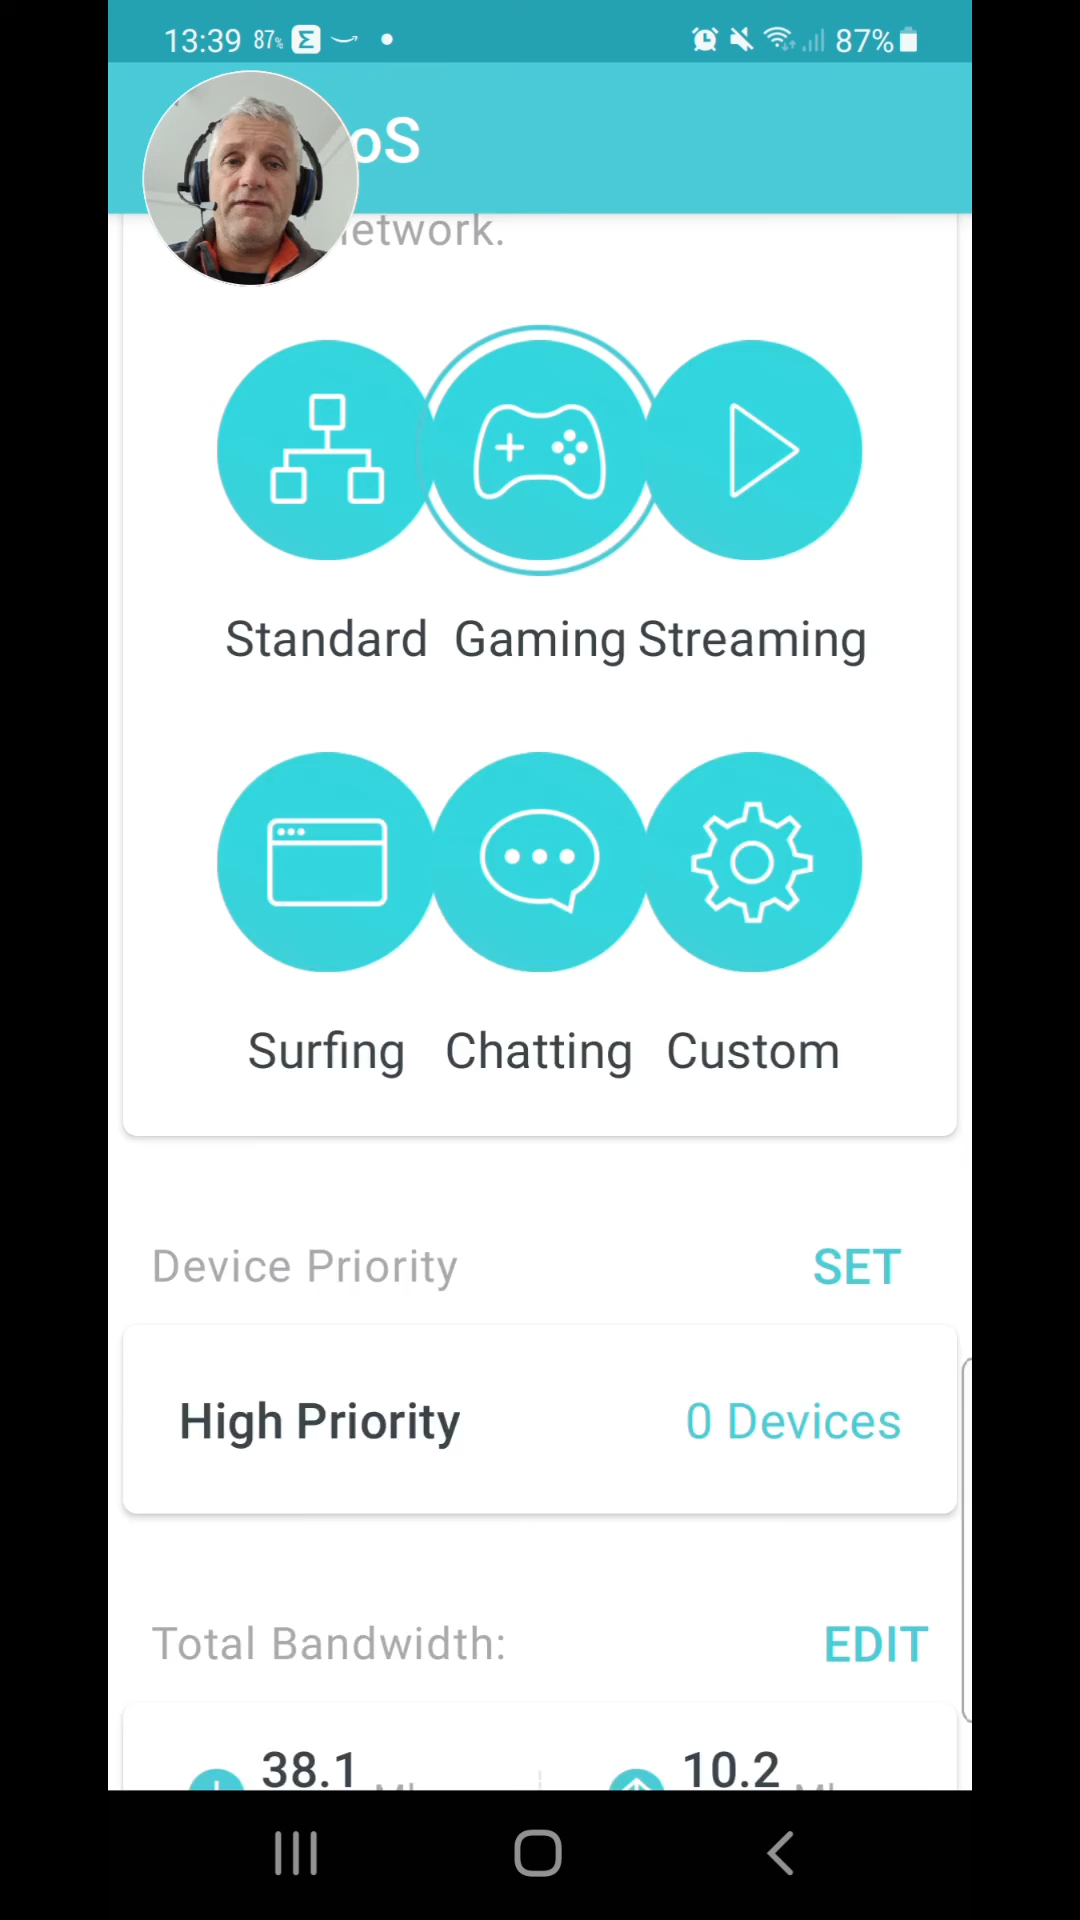 13:39 87% Σ 87%
oS
etwork.
Standard Gaming Streaming
Surfing Chatting Custom
Device Priority SET
High Priority 0 Devices
Total Bandwidth: EDIT
38.1 10.2